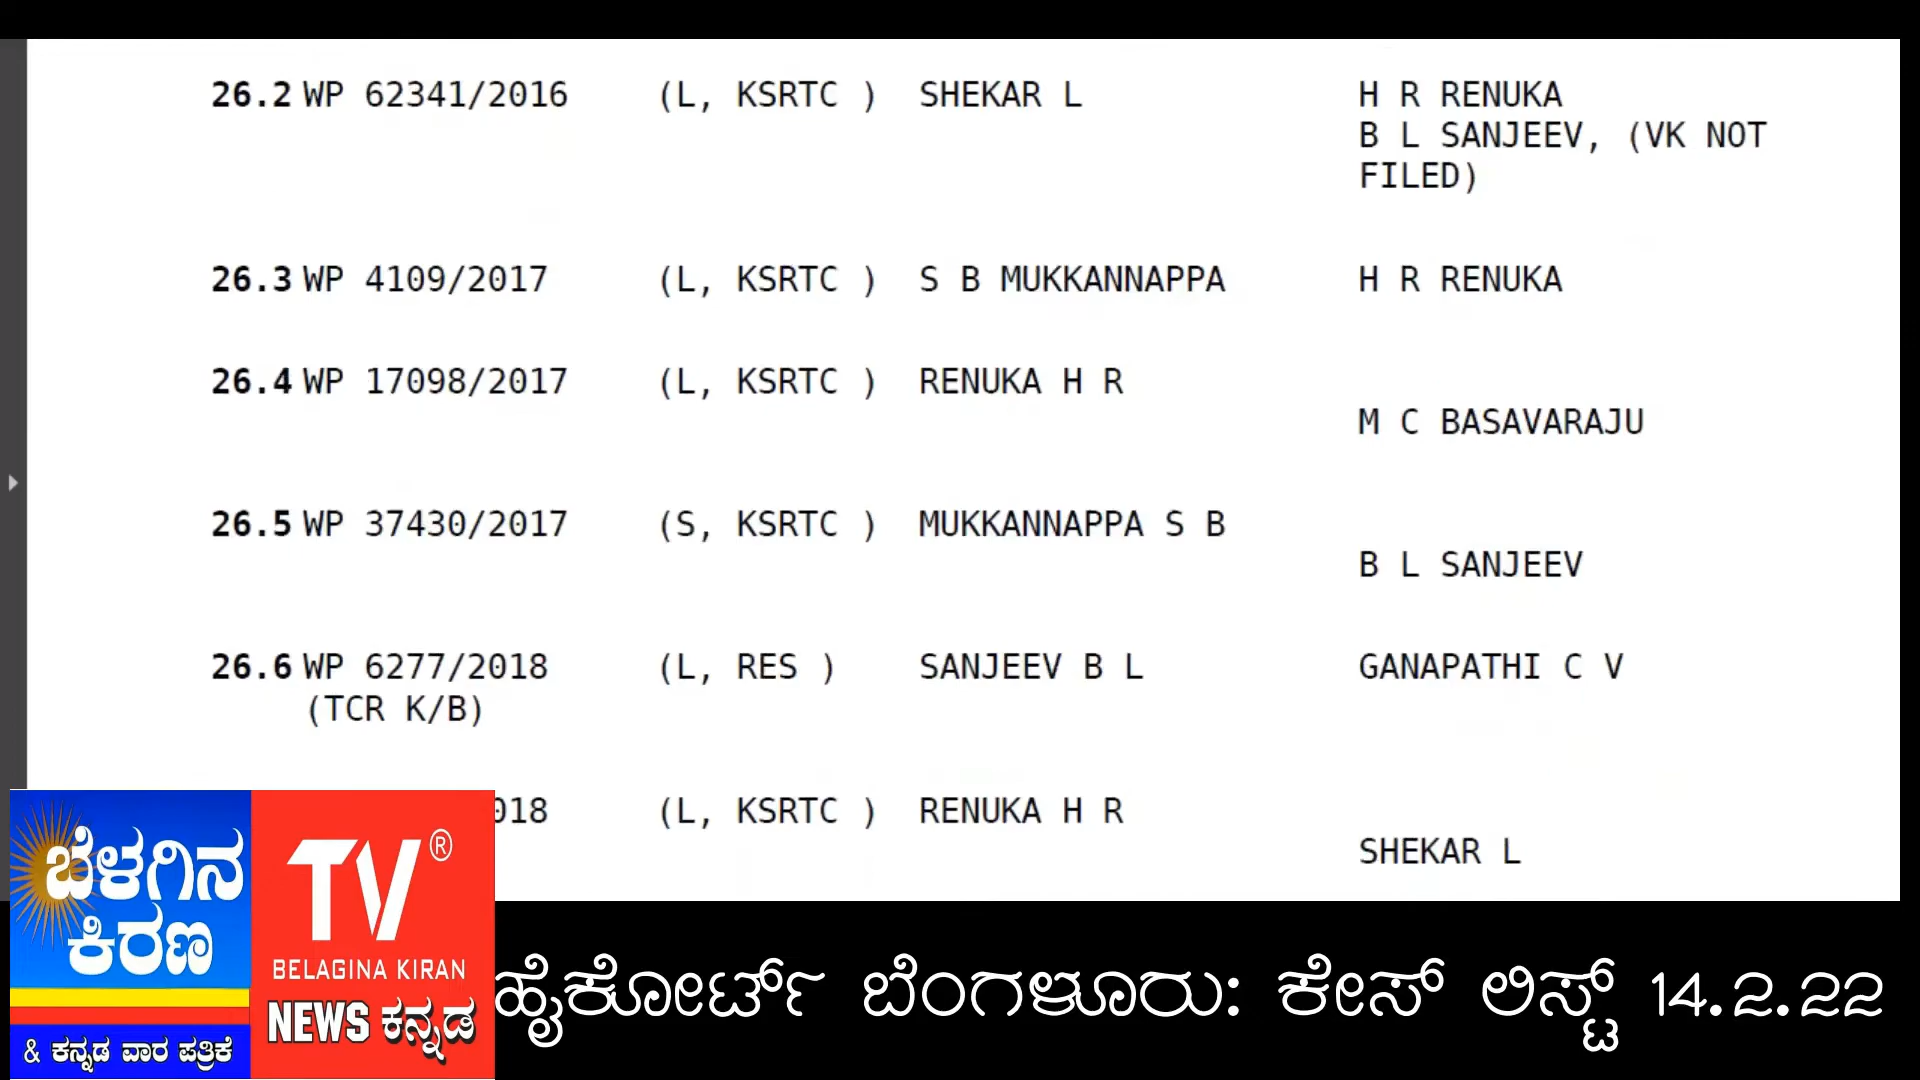 26.2 WP 62341/2016 (L, KSRTC ) SHEKAR L H R RENUKA
B L SANJEEV, (VK NOT
FILED)
26.3 WP 4109/2017 (L, KSRTC ) S B MUKKANNAPPA H R RENUKA
26.4 WP 17098/2017 (L, KSRTC ) RENUKA H R
M C BASAVARAJU
26.5 WP 37430/2017 (S, KSRTC ) MUKKANNAPPA S B
B L SANJEEV
26.6 WP 6277/2018 (L, RES ) SANJEEV B L GANAPATHI C V
(TCR K/B)
018 (L, KSRTC ) RENUKA H R
SHEKAR L
ಬೆಳಗಿನ
ಕಿರಣ
& ಕನ್ನಡ ವಾರ ಪತ್ರಿಕೆ
TV®
BELAGINA KIRAN
NEWS ಕನ್ನಡ
ಹೈಕೋರ್ಟ್ ಬೆಂಗಳೂರು: ಕೇಸ್ ಲಿಸ್ಟ್ 14.2.22